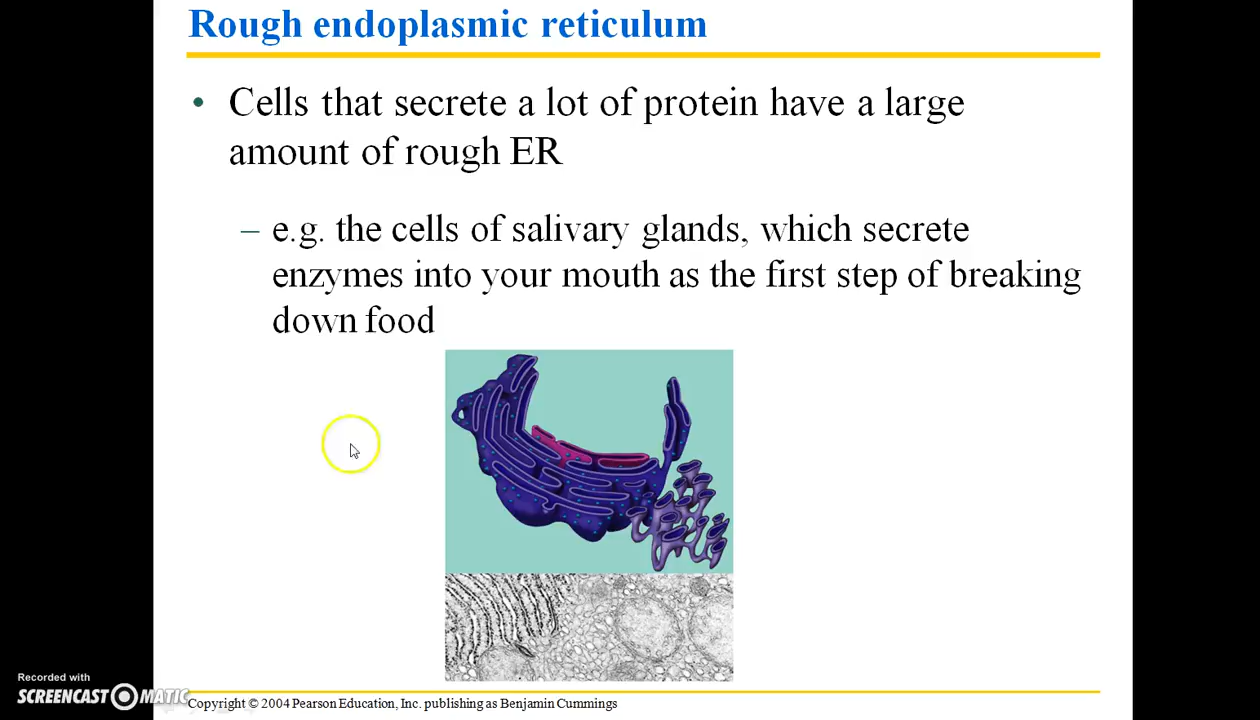 Rough endoplasmic reticulum
• Cells that secrete a lot of protein have a large
amount of rough ER
– e.g. the cells of salivary glands, which secrete
enzymes into your mouth as the first step of breaking
down food
Recorded with
SCREENCAST MATIC
Copyright © 2004 Pearson Education, Inc. publishing as Benjamin Cummings